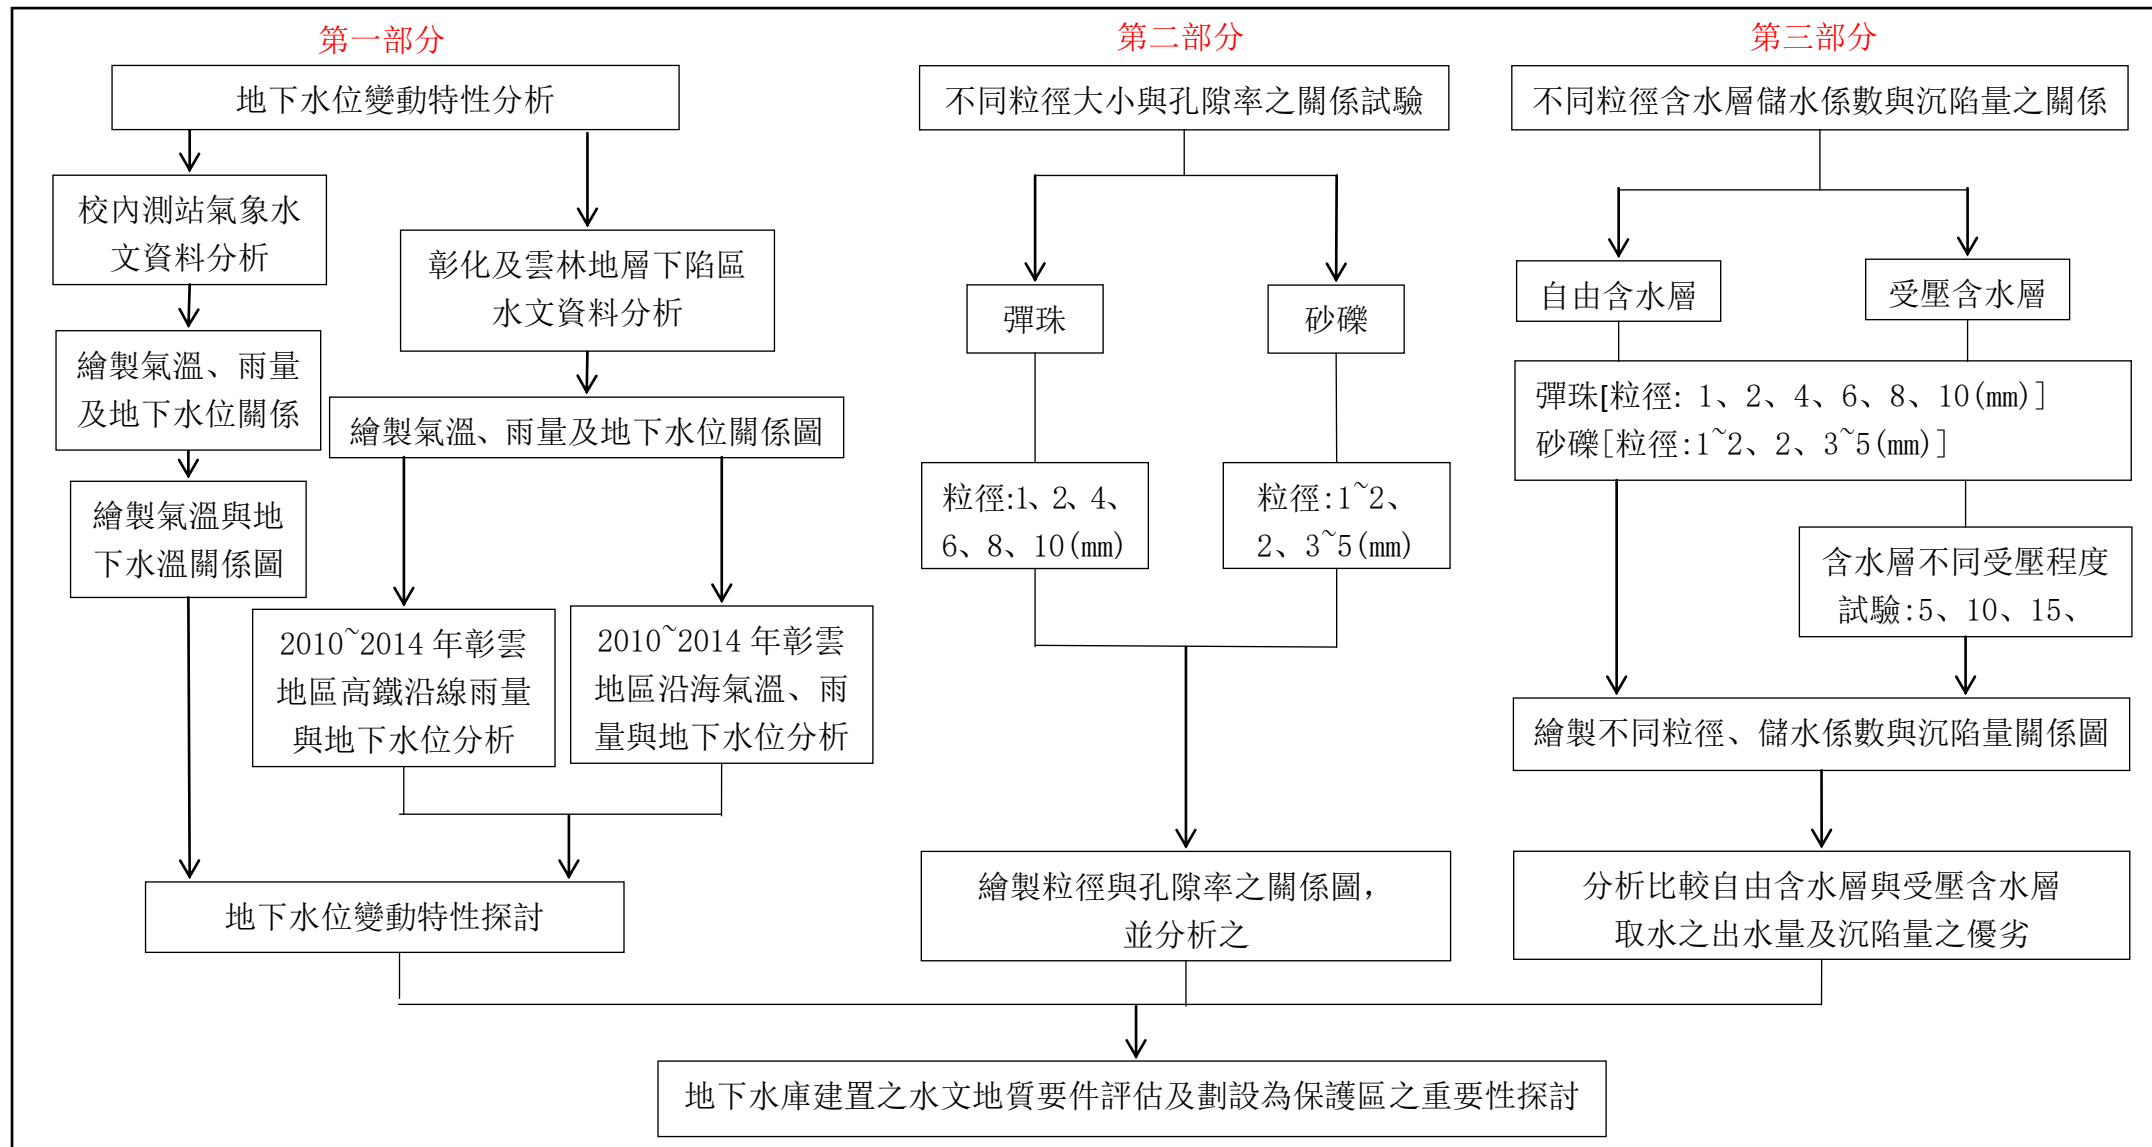 第一部分
地下水位變動特性分析
校內測站氣象水
文資料分析
彰化及雲林地層下陷區
水文資料分析
繪製氣溫、雨量
及地下水位關係
繪製氣溫、雨量及地下水位關係圖
繪製氣溫與地
下水溫關係圖
2010~2014 年彰雲
地區高鐵沿線雨量
與地下水位分析
2010~2014 年彰雲
地區沿海氣溫、雨
量與地下水位分析
地下水位變動特性探討
第二部分
不同粒徑大小與孔隙率之關係試驗
彈珠
砂礫
粒徑:1、2、4、
6、8、10(mm)
粒徑:1~2、
2、3~5(mm)
繪製粒徑與孔隙率之關係圖,
並分析之
第三部分
不同粒徑含水層儲水係數與沉陷量之關係
自由含水層
受壓含水層
彈珠[粒徑: 1、2、4、6、8、10(mm)]
砂礫[粒徑:1~2、2、3~5(mm)]
含水層不同受壓程度
試驗:5、10、15、
繪製不同粒徑、儲水係數與沉陷量關係圖
分析比較自由含水層與受壓含水層
取水之出水量及沉陷量之優劣
地下水庫建置之水文地質要件評估及劃設為保護區之重要性探討